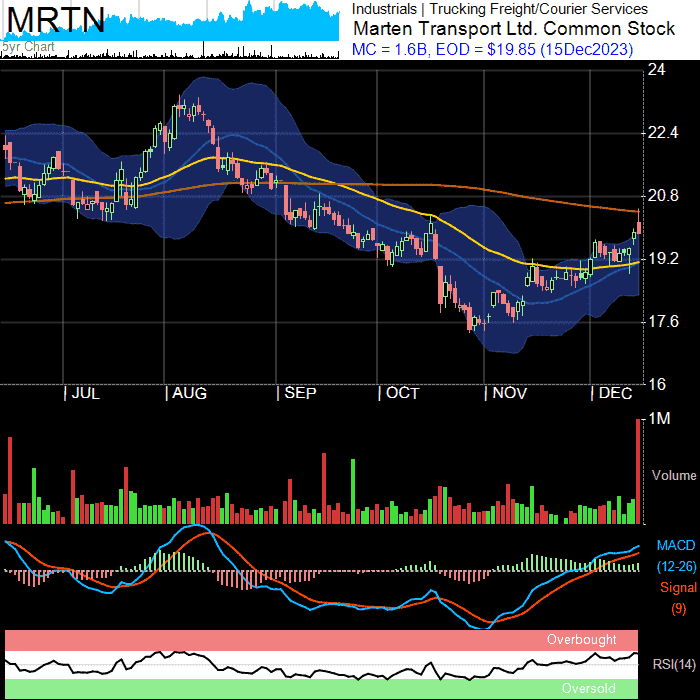 MRTN
5yr Chart
Industrials | Trucking Freight/Courier Services
Marten Transport Ltd. Common Stock
MC = 1.6B, EOD = $19.85 (15Dec2023)
24
22.4
20.8
19.2
17.6
16
| JUL | AUG | SEP | OCT | NOV | DEC
1M
Volume
MACD
(12-26)
Signal
(9)
Overbought
RSI(14)
Oversold